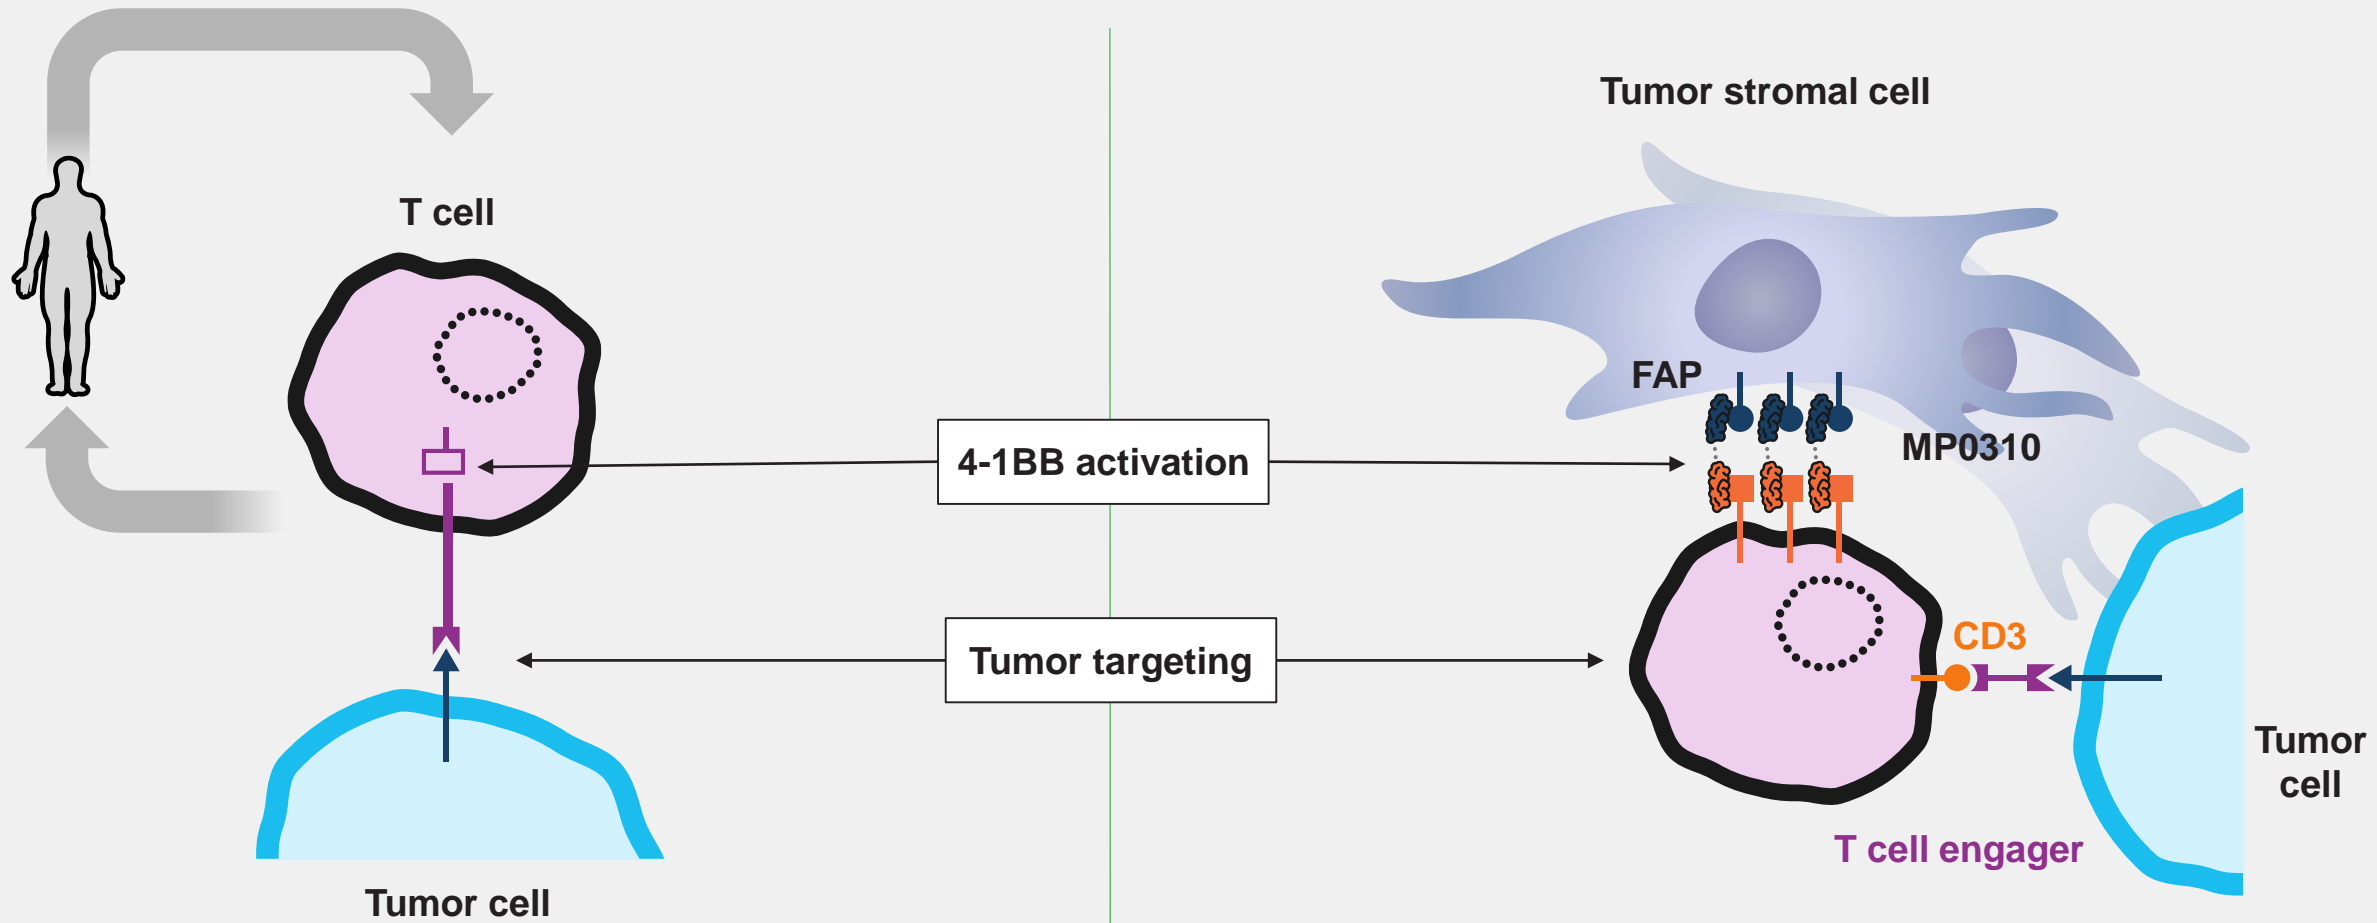 Tumor stromal cell
T cell
FAP
MP0310
4-1BB activation
CD3
Tumor targeting
Tumor
cell
T cell engager
Tumor cell